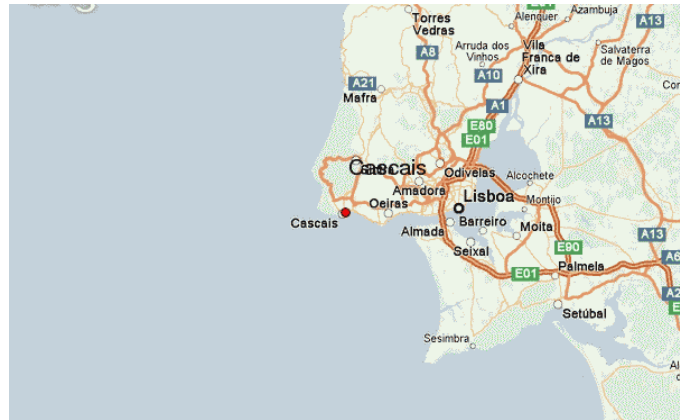 Torres
Vedras
Alenquer
Azambuja
A13
A8
Arruda dos
Vinhos
Vila
Franca de
Xira
Salvaterra
de Magos
A10
A21
Mafra
A1
E80
E01
A13
Cascais
Odivelas
Amadora
Alcochete
Lisboa
Montijo
Oeiras
Cascais
Almada
Barreiro
Moita
Seixal
E90
A13
E01
Palmela
Setúbal
Sesimbra